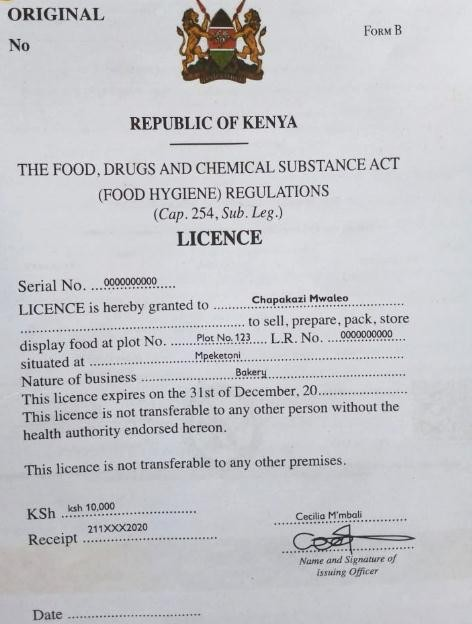 ORIGINAL
FORM B
No
REPUBLIC OF KENYA
THE FOOD, DRUGS AND CHEMICAL SUBSTANCE ACT
(FOOD HYGIENE) REGULATIONS
(Cap. 254, Sub. Leg.)
LICENCE
Serial No. ...0000000000.....
LICENCE is hereby granted to ..........Chapakazi Mwaleo..........
.......................................................... to sell, prepare, pack, store
display food at plot No. .......Plot No. 123.... L.R. No. ...0000000000....
situated at ..........Mpeketoni..........
Nature of business ..........Bakery..........
This licence expires on the 31st of December, 20......................
This licence is not transferable to any other person without the
health authority endorsed hereon.
This licence is not transferable to any other premises.
KSh ..ksh 10,000..........
Receipt ..211XXX2020..........
Cecilia M'mbali
Name and Signature of
issuing Officer
Date ..................................